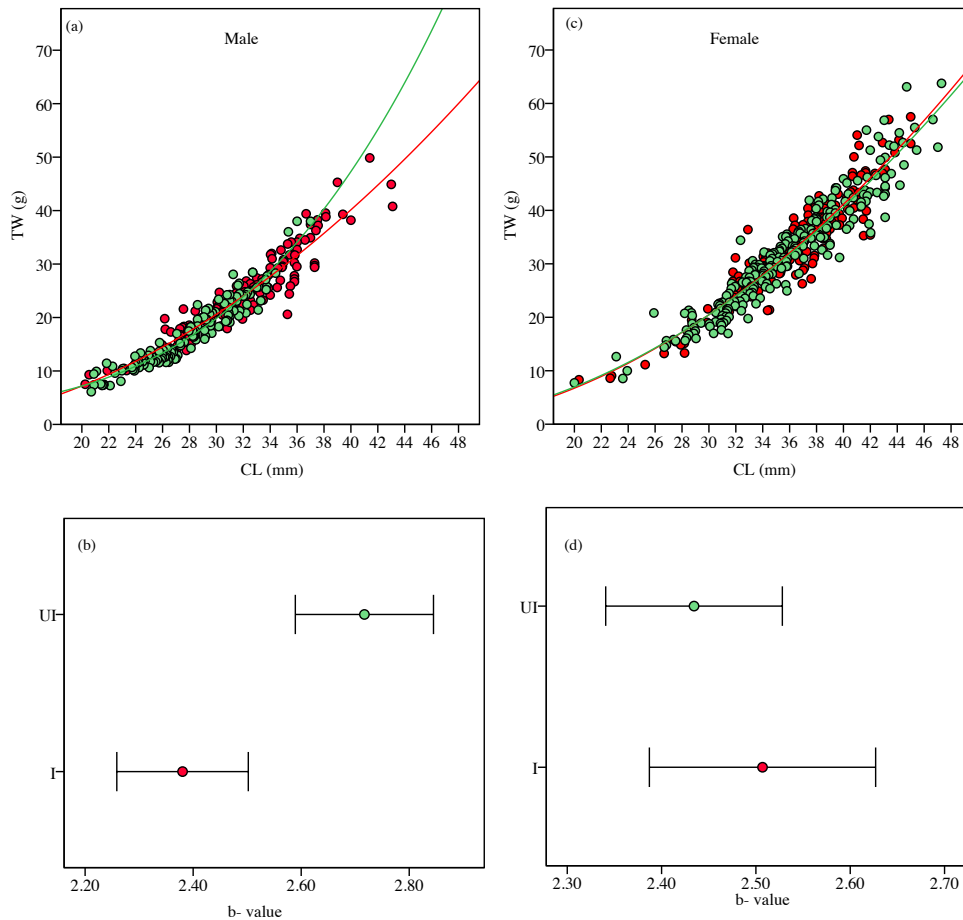 (a)
Male
TW (g)
70
60
50
40
30
20
10
0
20 22 24 26 28 30 32 34 36 38 40 42 44 46 48
CL (mm)
(c)
Female
TW (g)
70
60
50
40
30
20
10
0
20 22 24 26 28 30 32 34 36 38 40 42 44 46 48
CL (mm)
(b)
UI
I
2.20 2.40 2.60 2.80
b- value
(d)
UI
I
2.30 2.40 2.50 2.60 2.70
b- value